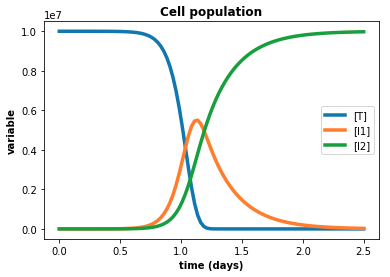 Cell population
1e7
1.0
0.8
0.6
0.4
0.2
0.0
variable
[T]
[I1]
[I2]
0.0 0.5 1.0 1.5 2.0 2.5
time (days)